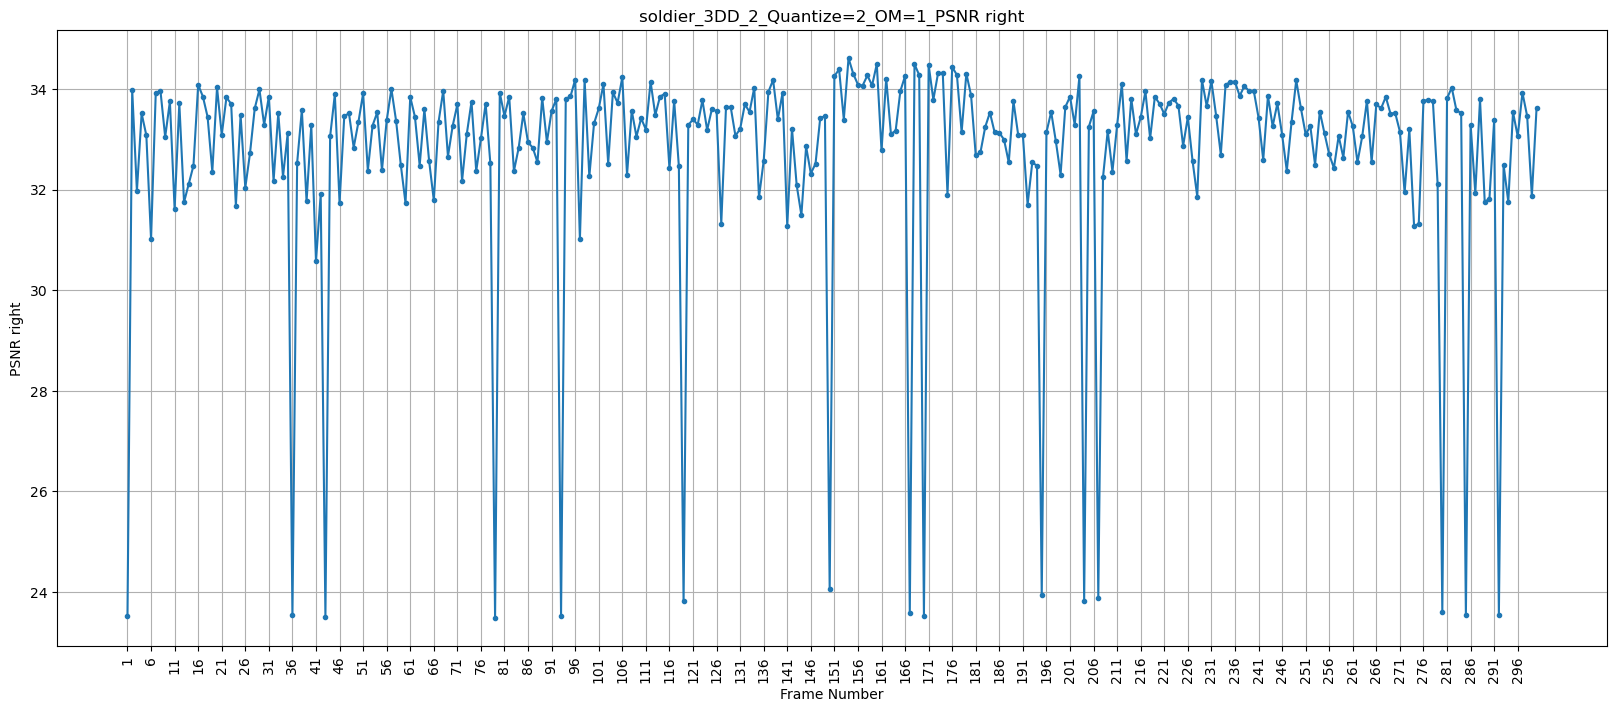 soldier_3DD_2_Quantize=2_OM=1_PSNR right
PSNR right
34
32
30
28
26
24
1 6 11 16 21 26 31 36 41 46 51 56 61 66 71 76 81 86 91 96 101 106 111 116 121 126 131 136 141 146 151 156 161 166 171 176 181 186 191 196 201 206 211 216 221 226 231 236 241 246 251 256 261 266 271 276 281 286 291 296
Frame Number